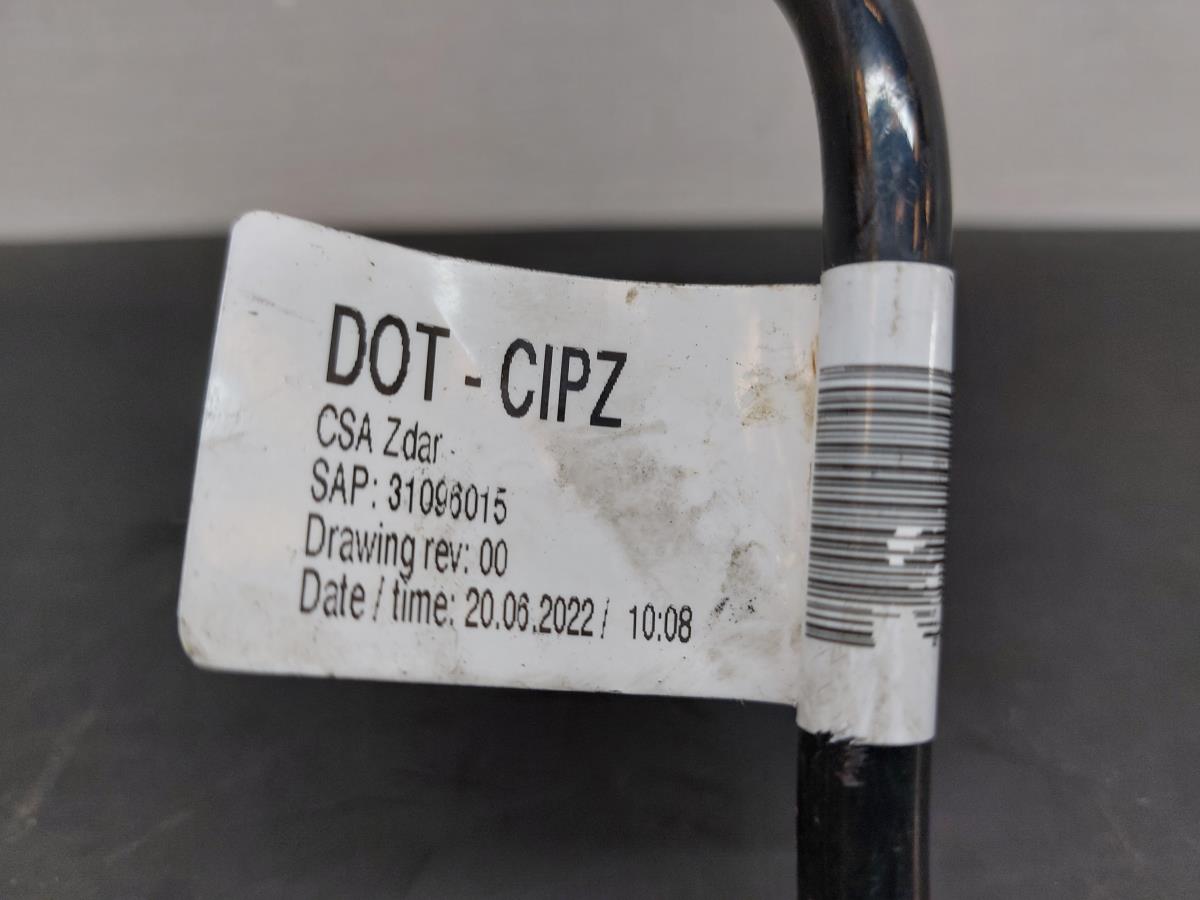 DOT - CIPZ
CSA Zdar
SAP: 31096015
Drawing rev: 00
Date / time: 20.06.2022 / 10:08